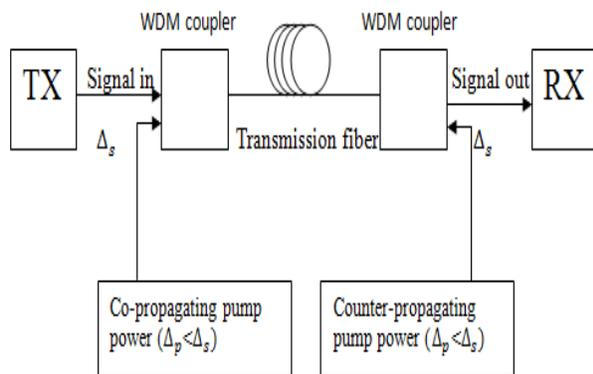 WDM coupler
WDM coupler
TX
Signal in
Signal out
RX
Δₛ
Transmission fiber
Δₛ
Co-propagating pump
power (Δₚ<Δₛ)
Counter-propagating
pump power (Δₚ<Δₛ)